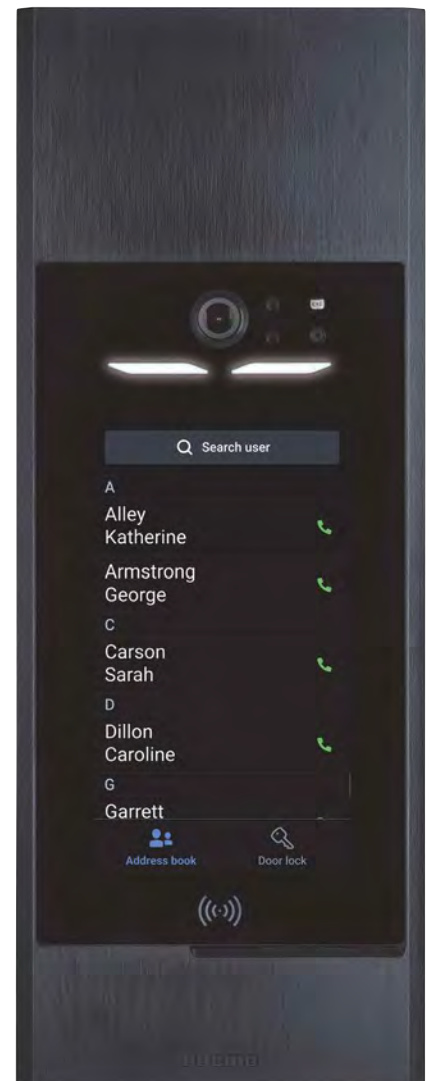 Search user
A
Alley
Katherine
Armstrong
George
C
Carson
Sarah
D
Dillon
Caroline
G
Garrett
Address book
Door lock